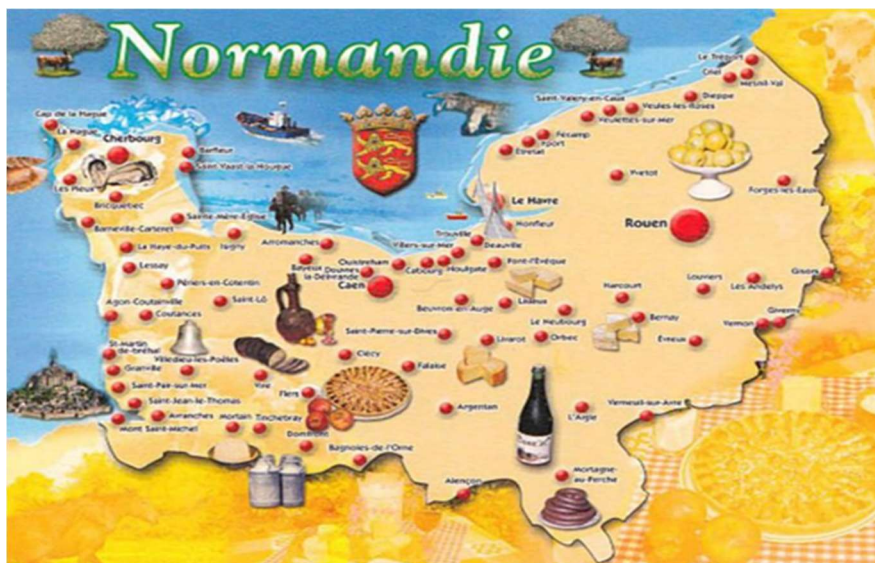 Normandie
Le Tréport
Criel
Mesnil-Val
Dieppe
Saint-Valery-en-Caux
Veules-les-Roses
Veulettes-sur-Mer
Fécamp
Yport
Etretat
Cap de la Hague
La Hague
Cherbourg
Barfleur
Saint-Vaast-la-Hougue
Les Pieux
Bricquebec
Yvetot
Forges-les-Eaux
Le Havre
Rouen
Barneville-Carteret
Sainte-Mère-Eglise
Honfleur
La Haye-du-Puits
Isigny
Arromanches
Trouville
Villers-sur-Mer
Deauville
Lessay
Bayeux
Ouistreham
Douvres
la-Délivrande
Cabourg
Houlgate
Pont-l'Evêque
Caen
Périers-en-Cotentin
Gisors
Louviers
Les Andelys
Harcourt
Agon-Coutainville
Saint-Lô
Coutances
Beuvron-en-Auge
Lisieux
Le Neubourg
Bernay
Giverny
Vernon
Saint-Pierre-sur-Dives
Livarot
Orbec
Evreux
St-Martin
de-bréhal
Villedieu-les-Poëles
Clécy
Granville
Falaise
Vire
Saint-Pair-sur-Mer
Flers
Saint-Jean-le-Thomas
Argentan
L'Aigle
Verneuil-sur-Avre
Avranches
Mortain
Tinchebray
Mont Saint-Michel
Domfront
Bagnoles-de-l'Orne
Alençon
Mortagne-
au-Perche